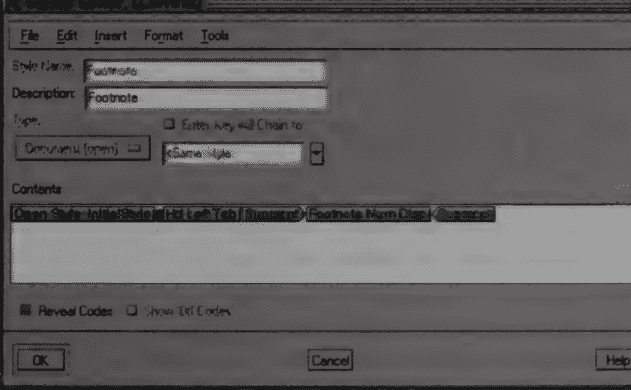 File Edit Insert Format Tools
Style Name: Footnote
Description: Footnote
Type: Enter Key will Chain to:
Document (open) <Same Style>
Contents
Open Style: InitialStyle Hd Left Tab Suprscpt Footnote Num Disp Suprscpt
Reveal Codes Show 'Off Codes'
OK Cancel Help